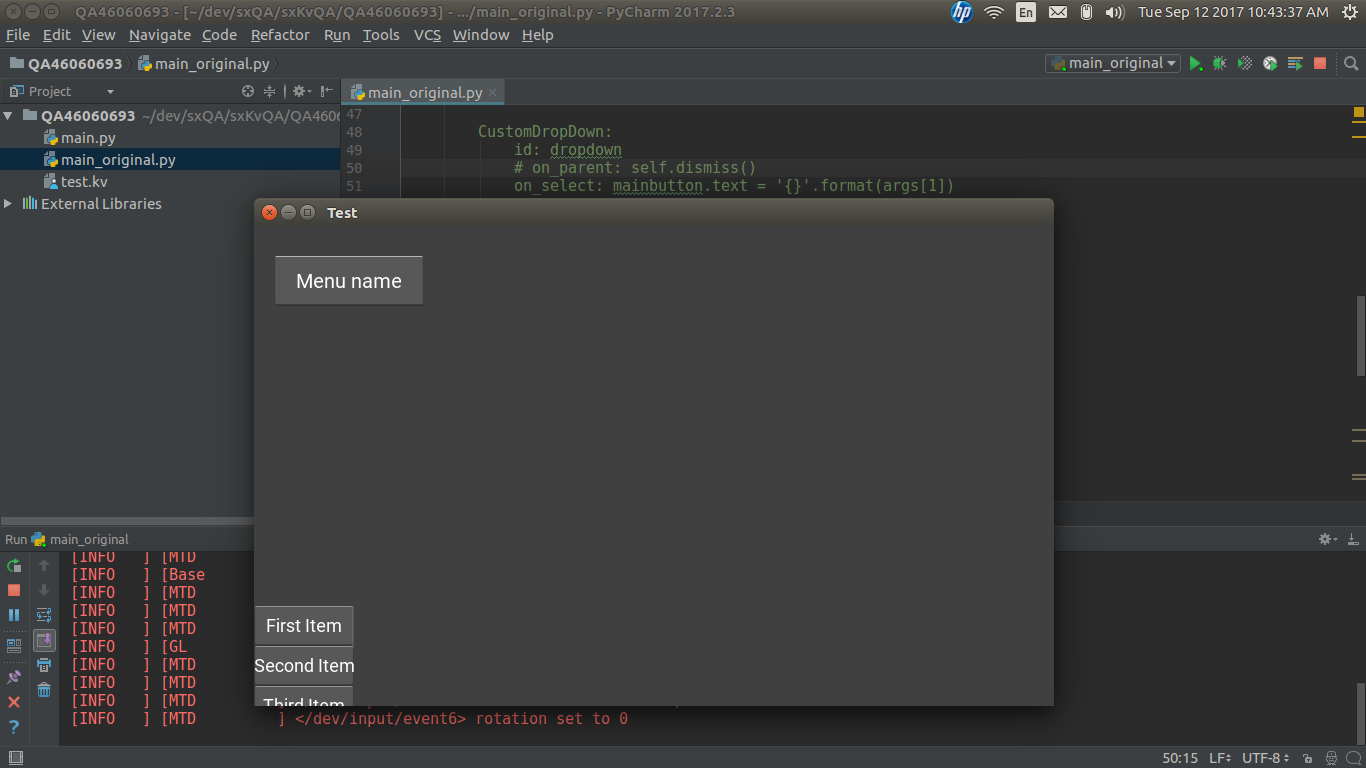 QA46060693 - [~/dev/sxQA/sxKvQA/QA46060693] - .../main_original.py - PyCharm 2017.2.3
hp
En
Tue Sep 12 2017 10:43:37 AM
File Edit View Navigate Code Refactor Run Tools VCS Window Help
QA46060693 main_original.py
main_original
Project
main_original.py
QA46060693 ~/dev/sxQA/sxKvQA/QA460
main.py
main_original.py
test.kv
External Libraries
47
48 CustomDropDown:
49 id: dropdown
50 # on_parent: self.dismiss()
51 on_select: mainbutton.text = '{}'.format(args[1])
Test
Menu name
First Item
Second Item
Third Item
Run main_original
[INFO ] [MTD
[INFO ] [Base
[INFO ] [MTD
[INFO ] [MTD
[INFO ] [MTD
[INFO ] [GL
[INFO ] [MTD
[INFO ] [MTD
[INFO ] [MTD
[INFO ] [MTD ] </dev/input/event6> rotation set to 0
50:15 LF UTF-8